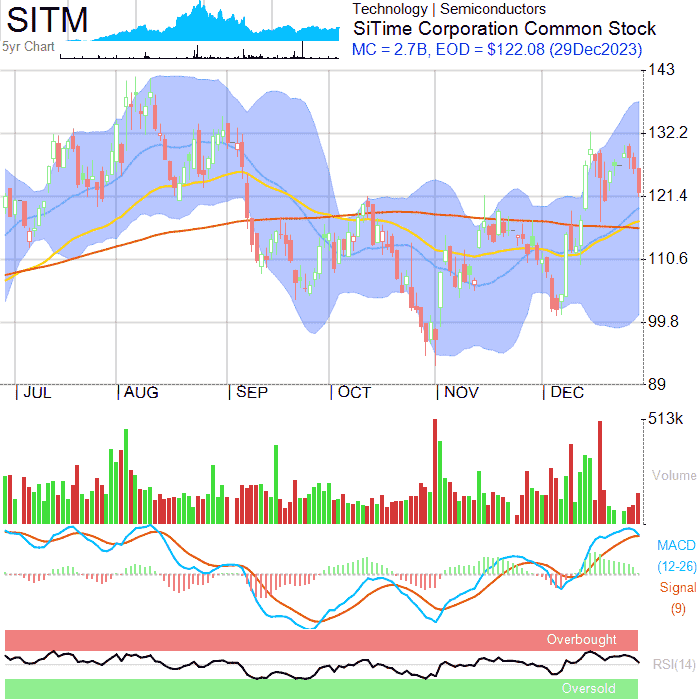 SITM
5yr Chart
Technology | Semiconductors
SiTime Corporation Common Stock
MC = 2.7B, EOD = $122.08 (29Dec2023)
143
132.2
121.4
110.6
99.8
89
| JUL | AUG | SEP | OCT | NOV | DEC
513k
Volume
MACD
(12-26)
Signal
(9)
Overbought
RSI(14)
Oversold